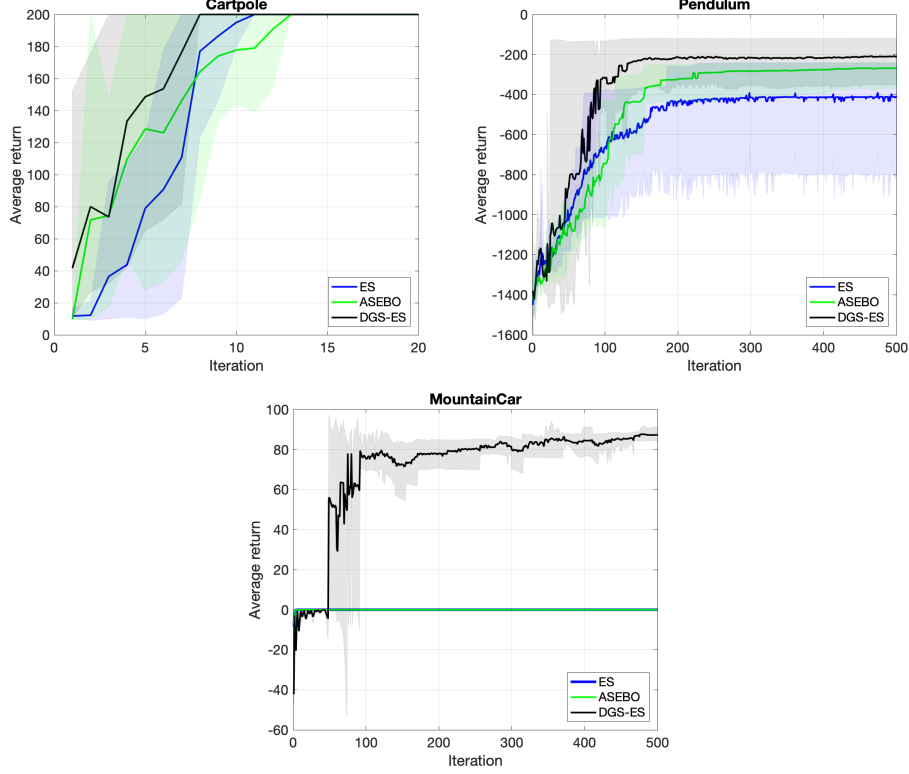 Cartpole
200
180
160
140
120
100
80
60
40
20
0
Average return
0 5 10 15 20
Iteration
ES
ASEBO
DGS-ES
Pendulum
0
-200
-400
-600
-800
-1000
-1200
-1400
-1600
Average return
0 100 200 300 400 500
Iteration
ES
ASEBO
DGS-ES
MountainCar
100
80
60
40
20
0
-20
-40
-60
Average return
0 100 200 300 400 500
Iteration
ES
ASEBO
DGS-ES